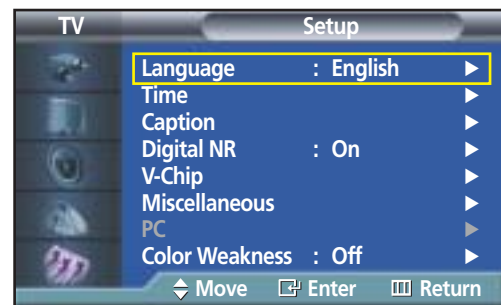 TV Setup
Language : English
Time
Caption
Digital NR : On
V-Chip
Miscellaneous
PC
Color Weakness : Off
Move Enter Return